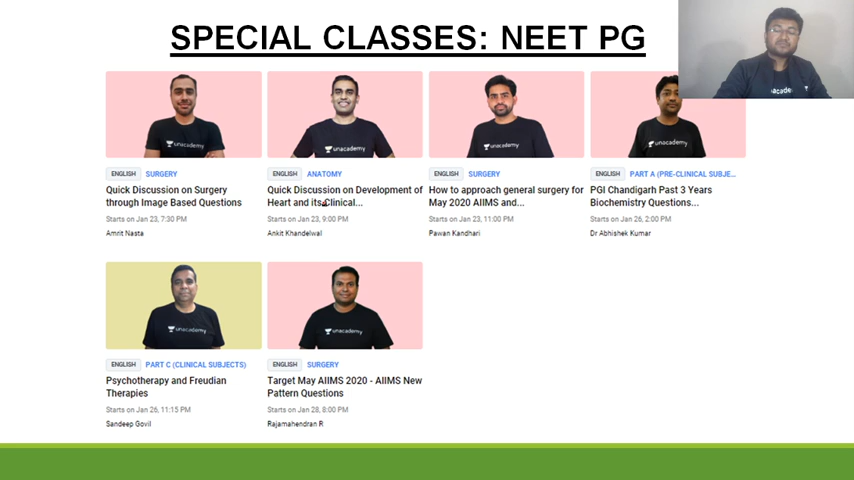 SPECIAL CLASSES: NEET PG
unacademy
unacademy
unacademy
unacademy
ENGLISH SURGERY
Quick Discussion on Surgery
through Image Based Questions
Starts on Jan 23, 7:30 PM
Amrit Nasta
ENGLISH ANATOMY
Quick Discussion on Development of
Heart and its Clinical...
Starts on Jan 23, 9:00 PM
Ankit Khandelwal
ENGLISH SURGERY
How to approach general surgery for
May 2020 AIIMS and...
Starts on Jan 23, 11:00 PM
Pawan Kandhari
ENGLISH PART A (PRE-CLINICAL SUBJE...
PGI Chandigarh Past 3 Years
Biochemistry Questions...
Starts on Jan 26, 2:00 PM
Dr Abhishek Kumar
unacademy
unacademy
ENGLISH PART C (CLINICAL SUBJECTS)
Psychotherapy and Freudian
Therapies
Starts on Jan 26, 11:15 PM
Sandeep Govil
ENGLISH SURGERY
Target May AIIMS 2020 - AIIMS New
Pattern Questions
Starts on Jan 28, 8:00 PM
Rajamahendran R